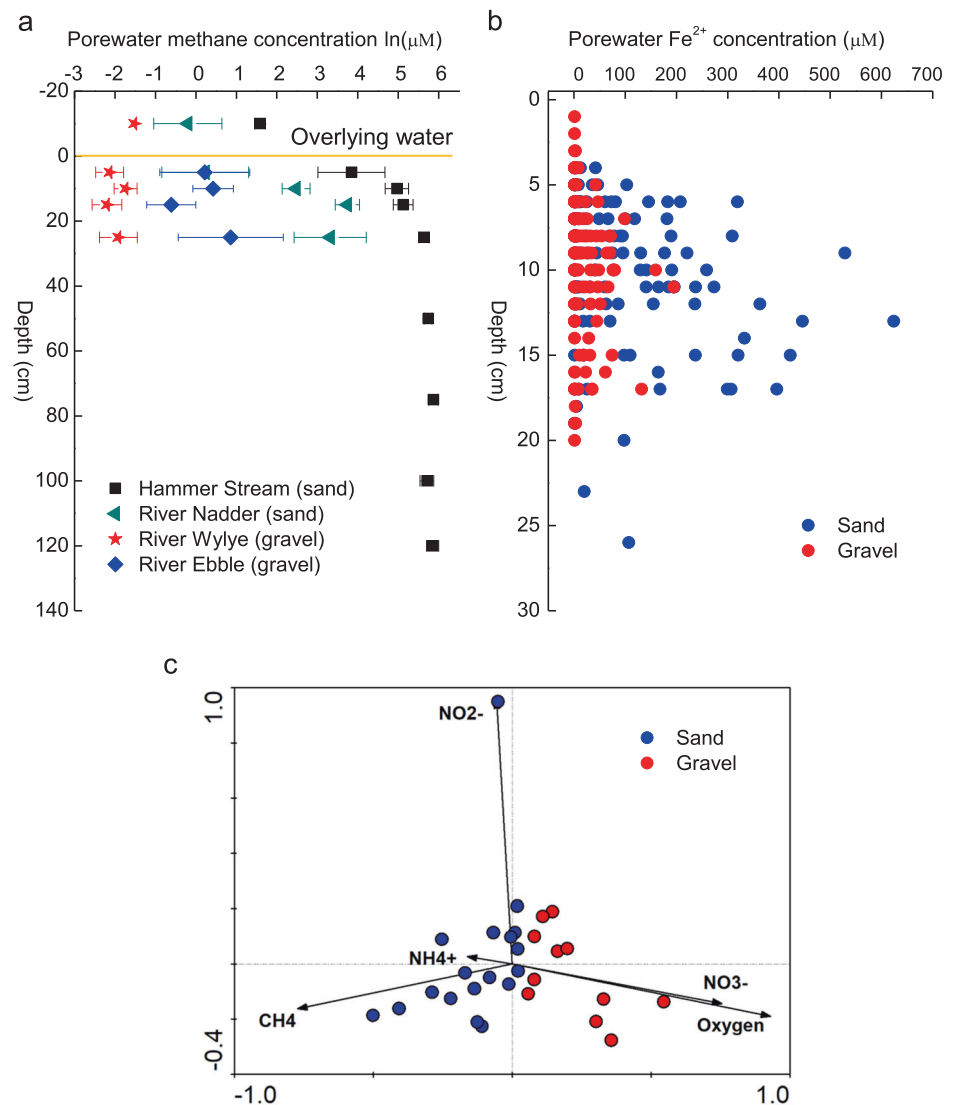 a
Porewater methane concentration ln(μM)
-3 -2 -1 0 1 2 3 4 5 6
-20
0
20
40
60
80
100
120
140
Depth (cm)
Overlying water
Hammer Stream (sand)
River Nadder (sand)
River Wylye (gravel)
River Ebble (gravel)
b
Porewater Fe²⁺ concentration (μM)
0 100 200 300 400 500 600 700
0
5
10
15
20
25
30
Depth (cm)
Sand
Gravel
c
1.0
-0.4
-1.0 1.0
NO2-
Sand
Gravel
NH4+
CH4
NO3-
Oxygen